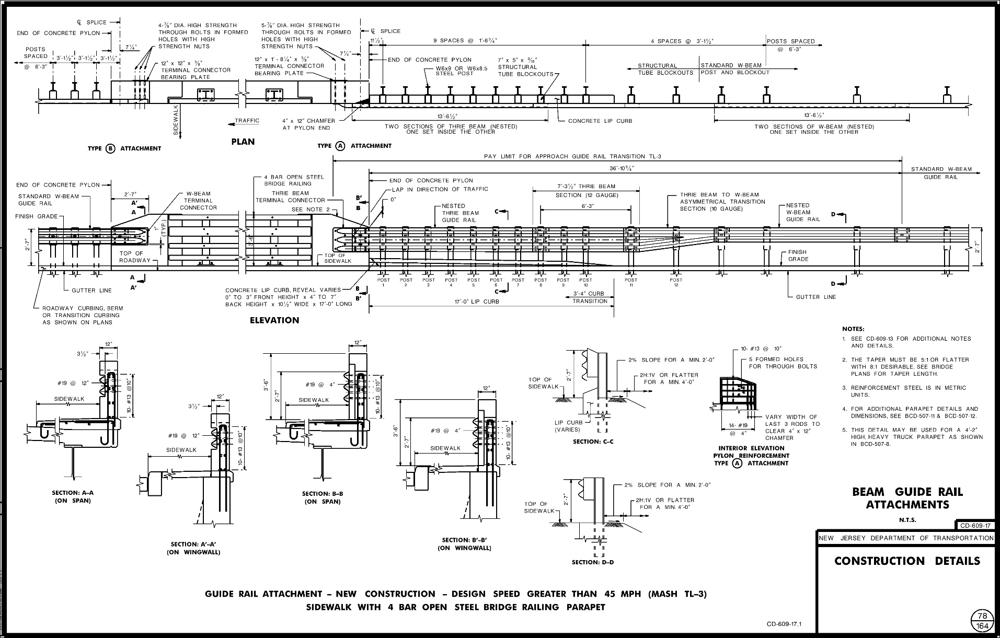 ℄ SPLICE
END OF CONCRETE PYLON
POSTS
SPACED
@ 6'-3"
3'-1½" 3'-1½" 3'-1½"
7¼"
4-⅞" DIA. HIGH STRENGTH
THROUGH BOLTS IN FORMED
HOLES WITH HIGH
STRENGTH NUTS
12" x 12" x ⅝"
TERMINAL CONNECTOR
BEARING PLATE
5-⅞" DIA. HIGH STRENGTH
THROUGH BOLTS IN FORMED
HOLES WITH HIGH
STRENGTH NUTS
12" x 1' - 8¼" x ⅝"
TERMINAL CONNECTOR
BEARING PLATE
7¼"
℄ SPLICE
11½"
9 SPACES @ 1'-6¾"
4 SPACES @ 3'-1½"
POSTS SPACED
@ 6'-3"
END OF CONCRETE PYLON
W6x9 OR W6x8.5
STEEL POST
7" x 5" x 3⁄16"
STRUCTURAL
TUBE BLOCKOUTS
STRUCTURAL
TUBE BLOCKOUTS
STANDARD W-BEAM
POST AND BLOCKOUT
SIDEWALK
TRAFFIC
4" x 12" CHAMFER
AT PYLON END
13'-6½"
TWO SECTIONS OF THRIE BEAM (NESTED)
ONE SET INSIDE THE OTHER
CONCRETE LIP CURB
13'-6½"
TWO SECTIONS OF W-BEAM (NESTED)
ONE SET INSIDE THE OTHER
PLAN
TYPE B ATTACHMENT
TYPE A ATTACHMENT
PAY LIMIT FOR APPROACH GUIDE RAIL TRANSITION TL-3
36'-10¾"
STANDARD W-BEAM
GUIDE RAIL
END OF CONCRETE PYLON
STANDARD W-BEAM
GUIDE RAIL
FINISH GRADE
2'-7"
2'-7"
A'
A
W-BEAM
TERMINAL
CONNECTOR
1"
(TYP.)
TOP OF
ROADWAY
4 BAR OPEN STEEL
BRIDGE RAILING
THRIE BEAM
TERMINAL CONNECTOR
SEE NOTE 2
3'-6"
TOP OF
SIDEWALK
B'
B
END OF CONCRETE PYLON
LAP IN DIRECTION OF TRAFFIC
0"
NESTED
THRIE BEAM
GUIDE RAIL
C
7'-3½" THRIE BEAM
SECTION (12 GAUGE)
6'-3"
THRIE BEAM TO W-BEAM
ASYMMETRICAL TRANSITION
SECTION (10 GAUGE)
NESTED
W-BEAM
GUIDE RAIL
D
FINISH
GRADE
2'-7"
POST POST POST POST POST POST POST POST POST POST POST POST
1 2 3 4 5 6 7 8 9 10 11 12
A
A'
GUTTER LINE
ROADWAY CURBING, BERM
OR TRANSITION CURBING
AS SHOWN ON PLANS
CONCRETE LIP CURB, REVEAL VARIES
0" TO 3" FRONT HEIGHT x 4" TO 7"
BACK HEIGHT x 10½" WIDE x 17'-0" LONG
B
B'
C
17'-0" LIP CURB
3'-4" CURB
TRANSITION
D
GUTTER LINE
ELEVATION
12"
3½"
#19 @ 12"
SIDEWALK
10- #13 @10"
SECTION: A–A
(ON SPAN)
12"
3½"
#19 @ 12"
SIDEWALK
10- #13 @10"
SECTION: A'–A'
(ON WINGWALL)
12"
3'-6"
2'-7"
#19 @ 4"
SIDEWALK
10- #13 @10"
SECTION: B–B
(ON SPAN)
12"
3'-6"
2'-7"
#19 @ 4"
SIDEWALK
10- #13 @10"
SECTION: B'–B'
(ON WINGWALL)
2'-7"
2% SLOPE FOR A MIN. 2'-0"
2H:1V OR FLATTER
FOR A MIN. 4'-0"
TOP OF
SIDEWALK
LIP CURB
(VARIES)
SECTION: C–C
2'-7"
2% SLOPE FOR A MIN. 2'-0"
2H:1V OR FLATTER
FOR A MIN. 4'-0"
TOP OF
SIDEWALK
SECTION: D–D
10- #13 @ 10"
5 FORMED HOLES
FOR THROUGH BOLTS
14- #19
@ 4"
VARY WIDTH OF
LAST 3 RODS TO
CLEAR 4" x 12"
CHAMFER
INTERIOR ELEVATION
PYLON REINFORCEMENT
TYPE A ATTACHMENT
NOTES:
1. SEE CD-609-13 FOR ADDITIONAL NOTES
AND DETAILS.
2. THE TAPER MUST BE 5:1 OR FLATTER
WITH 8:1 DESIRABLE. SEE BRIDGE
PLANS FOR TAPER LENGTH.
3. REINFORCEMENT STEEL IS IN METRIC
UNITS.
4. FOR ADDITIONAL PARAPET DETAILS AND
DIMENSIONS, SEE BCD-507-11 & BCD-507-12.
5. THIS DETAIL MAY BE USED FOR A 4'-2"
HIGH, HEAVY TRUCK PARAPET AS SHOWN
IN BCD-507-8.
BEAM GUIDE RAIL
ATTACHMENTS
N.T.S.
CD-609-17
NEW JERSEY DEPARTMENT OF TRANSPORTATION
CONSTRUCTION DETAILS
GUIDE RAIL ATTACHMENT – NEW CONSTRUCTION – DESIGN SPEED GREATER THAN 45 MPH (MASH TL–3)
SIDEWALK WITH 4 BAR OPEN STEEL BRIDGE RAILING PARAPET
CD-609-17.1
78
164